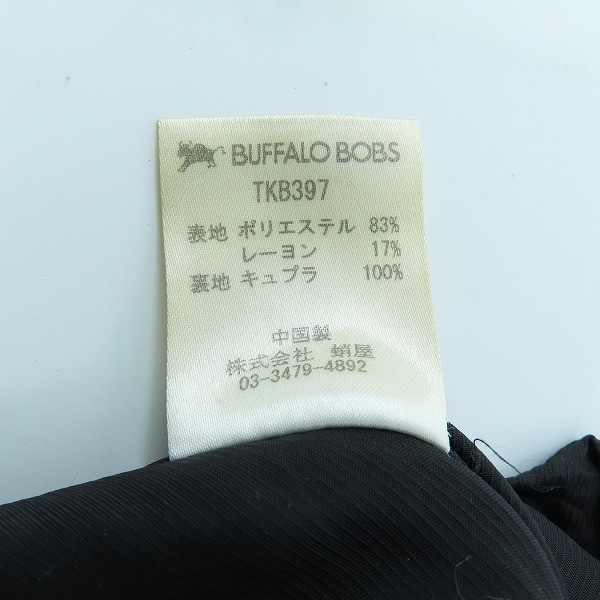 BUFFALO BOBS
TKB397
表地 ポリエステル 83%
レーヨン 17%
裏地 キュプラ 100%
中国製
株式会社 蛸屋
03-3479-4892